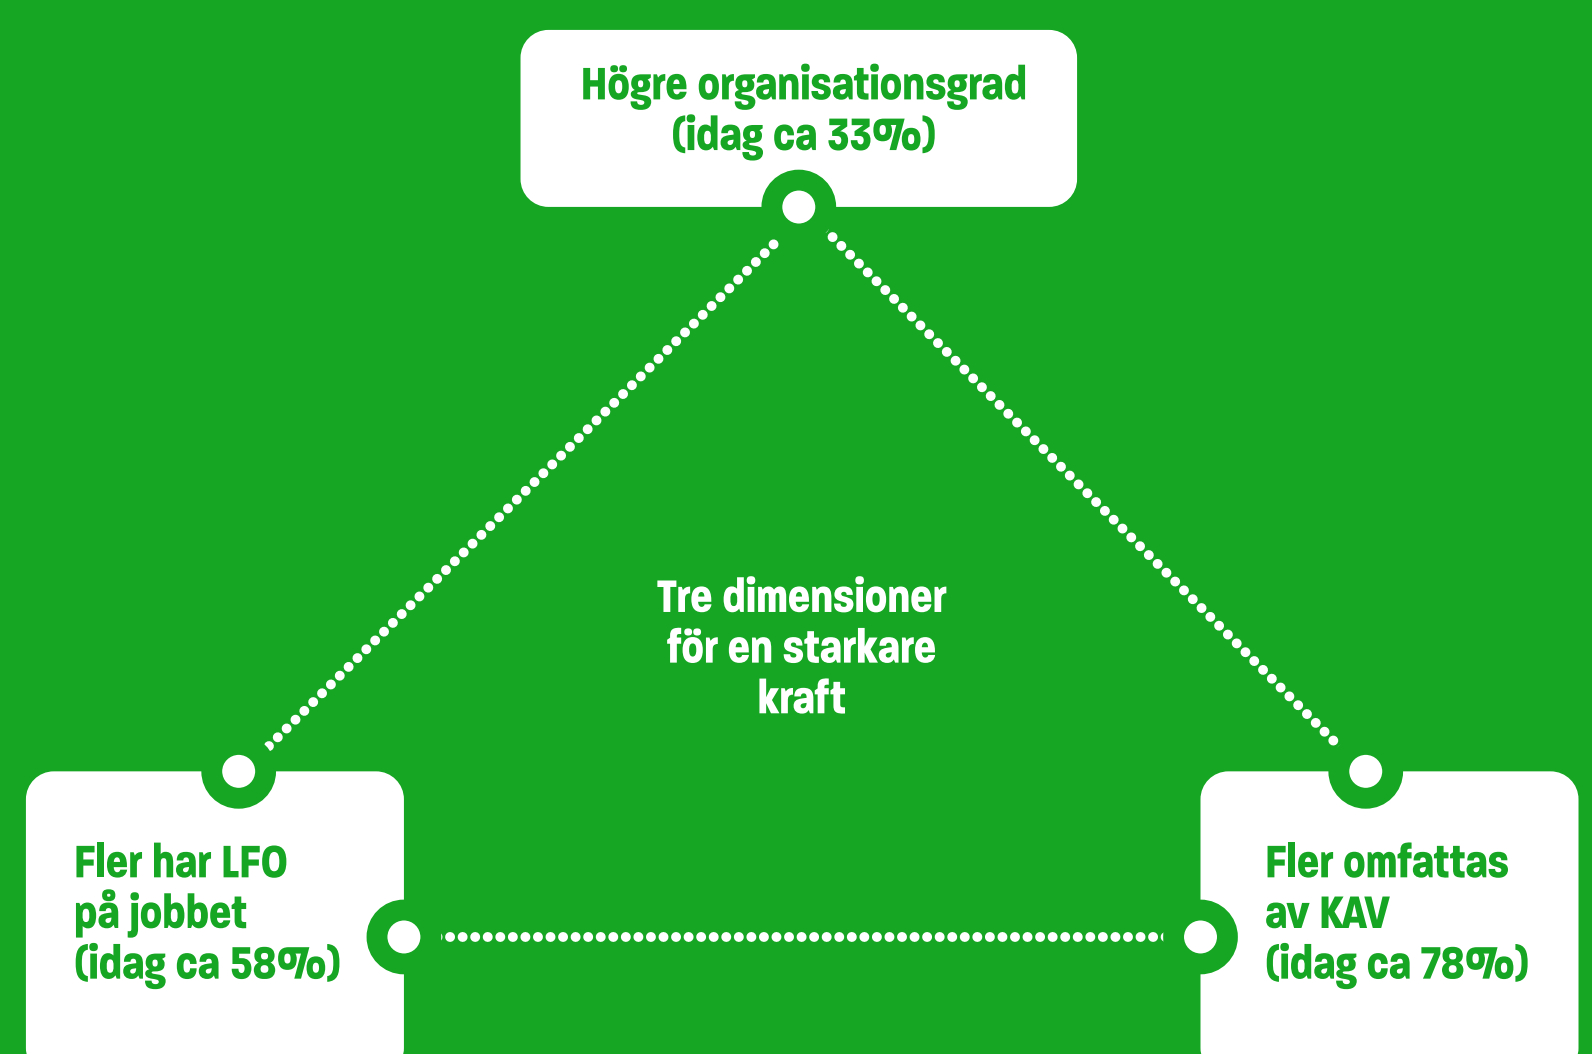 Högre organisationsgrad
(idag ca 33%)
Tre dimensioner
för en starkare
kraft
Fler har LFO
på jobbet
(idag ca 58%)
Fler omfattas
av KAV
(idag ca 78%)